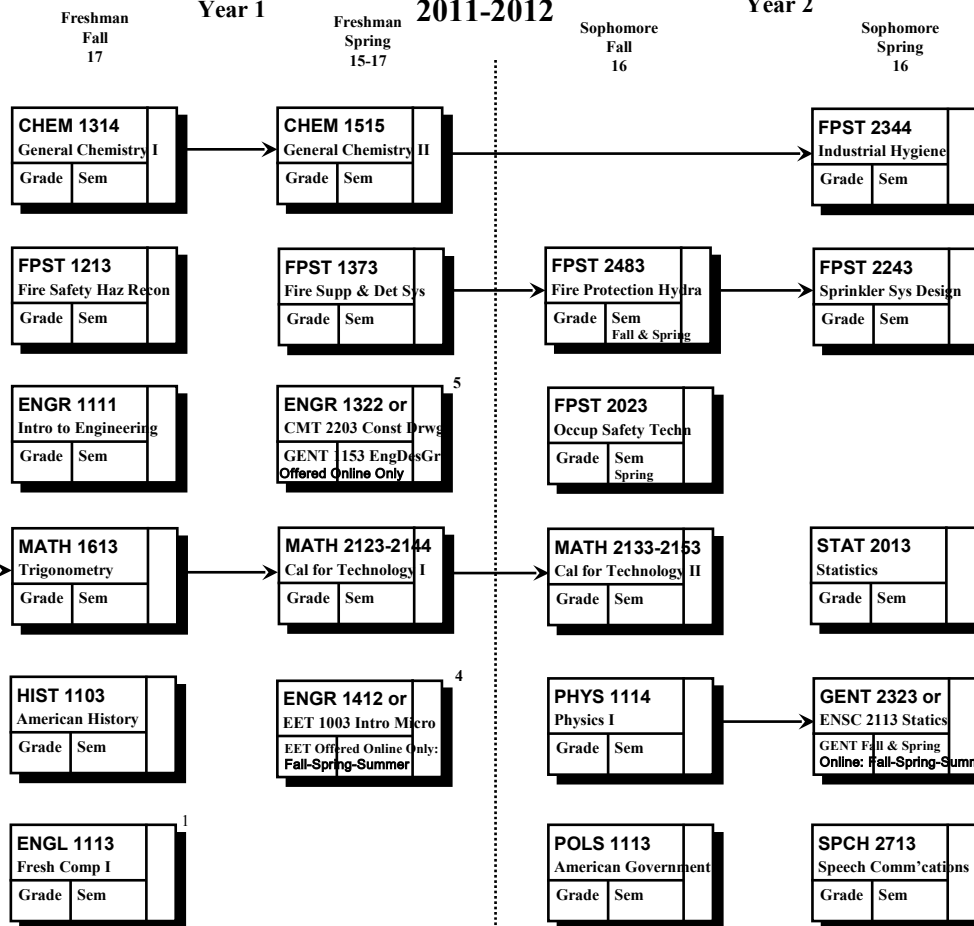 Year 1
2011-2012
Year 2
Freshman
Fall
17
Freshman
Spring
15-17
Sophomore
Fall
16
Sophomore
Spring
16
CHEM 1314
General Chemistry I
Grade Sem
CHEM 1515
General Chemistry II
Grade Sem
FPST 2344
Industrial Hygiene
Grade Sem
FPST 1213
Fire Safety Haz Recon
Grade Sem
FPST 1373
Fire Supp & Det Sys
Grade Sem
FPST 2483
Fire Protection Hydra
Grade Sem
Fall & Spring
FPST 2243
Sprinkler Sys Design
Grade Sem
ENGR 1111
Intro to Engineering
Grade Sem
5
ENGR 1322 or
CMT 2203 Const Drwg
GENT 1153 EngDesGr
Offered Online Only
FPST 2023
Occup Safety Techn
Grade Sem
Spring
MATH 1613
Trigonometry
Grade Sem
MATH 2123-2144
Cal for Technology I
Grade Sem
MATH 2133-2153
Cal for Technology II
Grade Sem
STAT 2013
Statistics
Grade Sem
HIST 1103
American History
Grade Sem
4
ENGR 1412 or
EET 1003 Intro Micro
EET Offered Online Only:
Fall-Spring-Summer
PHYS 1114
Physics I
Grade Sem
GENT 2323 or
ENSC 2113 Statics
GENT Fall & Spring
Online: Fall-Spring-Summ
1
ENGL 1113
Fresh Comp I
Grade Sem
POLS 1113
American Government
Grade Sem
SPCH 2713
Speech Comm'cations
Grade Sem